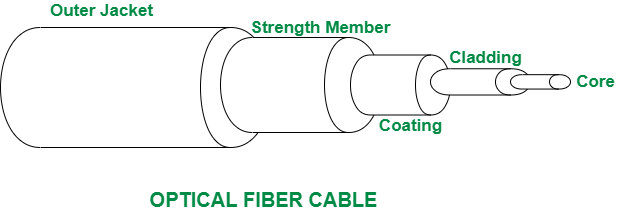 Outer Jacket
Strength Member
Cladding
Core
Coating
OPTICAL FIBER CABLE